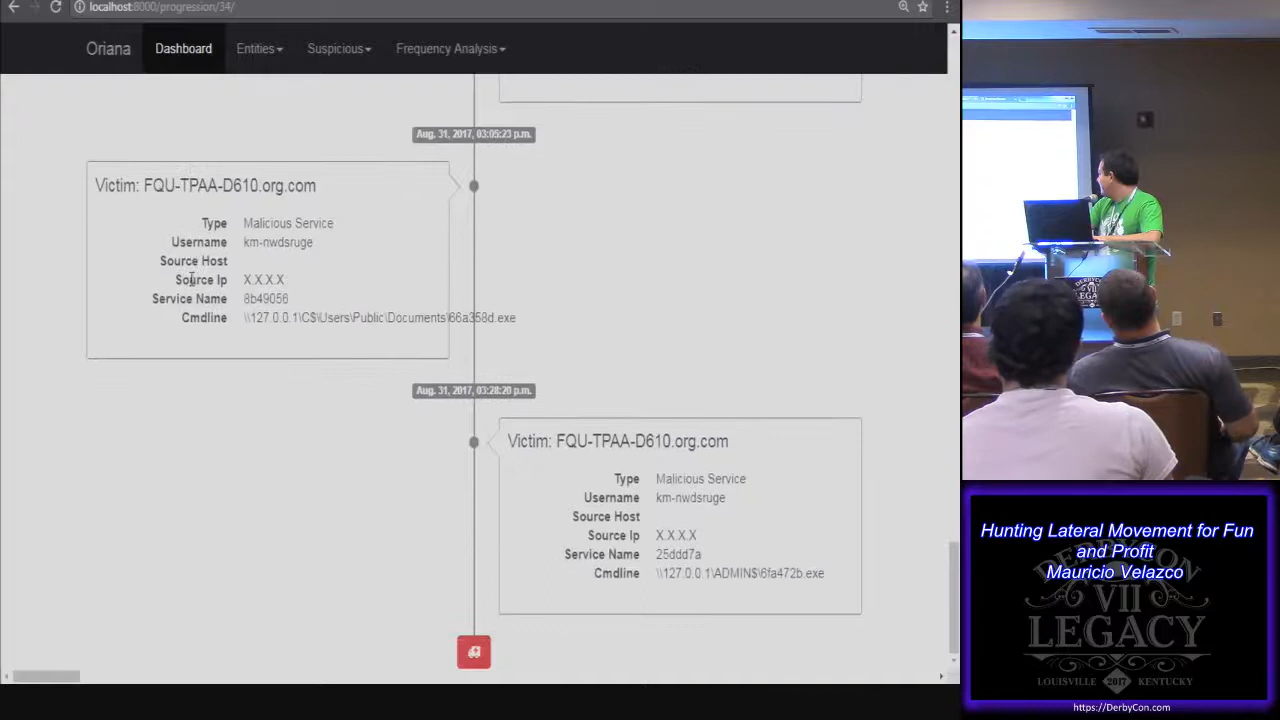 localhost:8000/progression/34/
Oriana
Dashboard
Entities
Suspicious
Frequency Analysis
Aug. 31, 2017, 03:05:23 p.m.
Victim: FQU-TPAA-D610.org.com
Type Malicious Service
Username km-nwdsruge
Source Host
Source Ip X.X.X.X
Service Name 8b49056
Cmdline \\127.0.0.1\C$\Users\Public\Documents\66a358d.exe
Aug. 31, 2017, 03:28:20 p.m.
Victim: FQU-TPAA-D610.org.com
Type Malicious Service
Username km-nwdsruge
Source Host
Source Ip X.X.X.X
Service Name 25ddd7a
Cmdline \\127.0.0.1\ADMIN$\6fa472b.exe
LEGACY
Hunting Lateral Movement for Fun
and Profit
Mauricio Velazco
DERBYCON
VII
LEGACY
LOUISVILLE 2017 KENTUCKY
https://DerbyCon.com